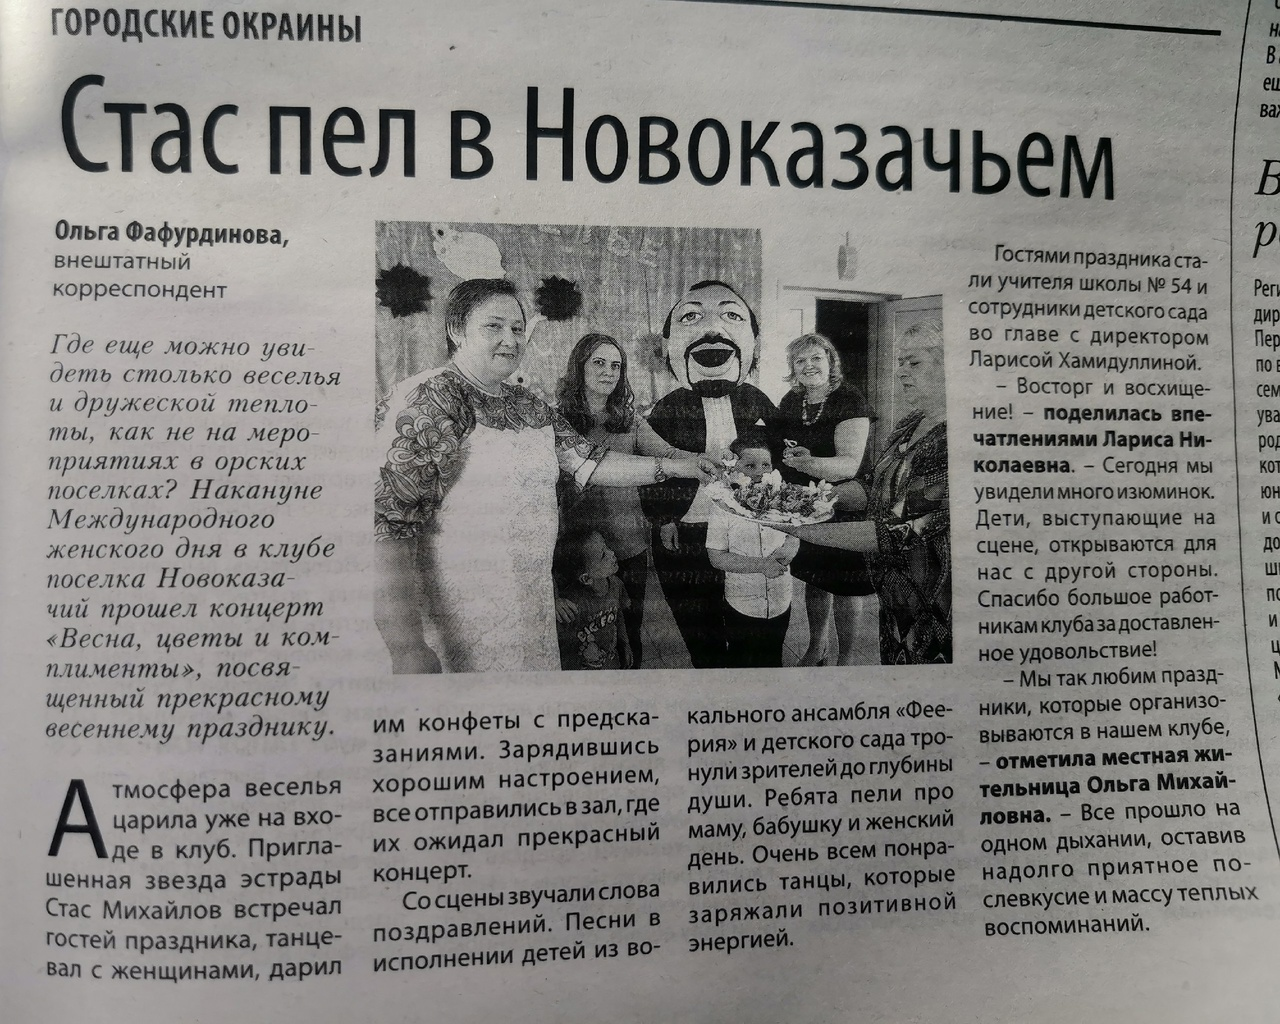 ГОРОДСКИЕ ОКРАИНЫ
Стас пел в Новоказачьем
Ольга Фафурдинова,
внештатный
корреспондент
Где еще можно уви-
деть столько веселья
и дружеской тепло-
ты, как не на меро-
приятиях в орских
поселках? Накануне
Международного
женского дня в клубе
поселка Новоказа-
чий прошел концерт
«Весна, цветы и ком-
плименты», посвя-
щенный прекрасному
весеннему празднику.
Атмосфера веселья
царила уже на вхо-
де в клуб. Пригла-
шенная звезда эстрады
Стас Михайлов встречал
гостей праздника, танце-
вал с женщинами, дарил
им конфеты с предска-
заниями. Зарядившись
хорошим настроением,
все отправились в зал, где
их ожидал прекрасный
концерт.
Со сцены звучали слова
поздравлений. Песни в
исполнении детей из во-
кального ансамбля «Фее-
рия» и детского сада тро-
нули зрителей до глубины
души. Ребята пели про
маму, бабушку и женский
день. Очень всем понра-
вились танцы, которые
заряжали позитивной
энергией.
Гостями праздника ста-
ли учителя школы № 54 и
сотрудники детского сада
во главе с директором
Ларисой Хамидуллиной.
– Восторг и восхище-
ние! – поделилась впе-
чатлениями Лариса Ни-
колаевна. – Сегодня мы
увидели много изюминок.
Дети, выступающие на
сцене, открываются для
нас с другой стороны.
Спасибо большое работ-
никам клуба за доставлен-
ное удовольствие!
– Мы так любим празд-
ники, которые организо-
вываются в нашем клубе,
– отметила местная жи-
тельница Ольга Михай-
ловна. – Все прошло на
одном дыхании, оставив
надолго приятное по-
слевкусие и массу теплых
воспоминаний.